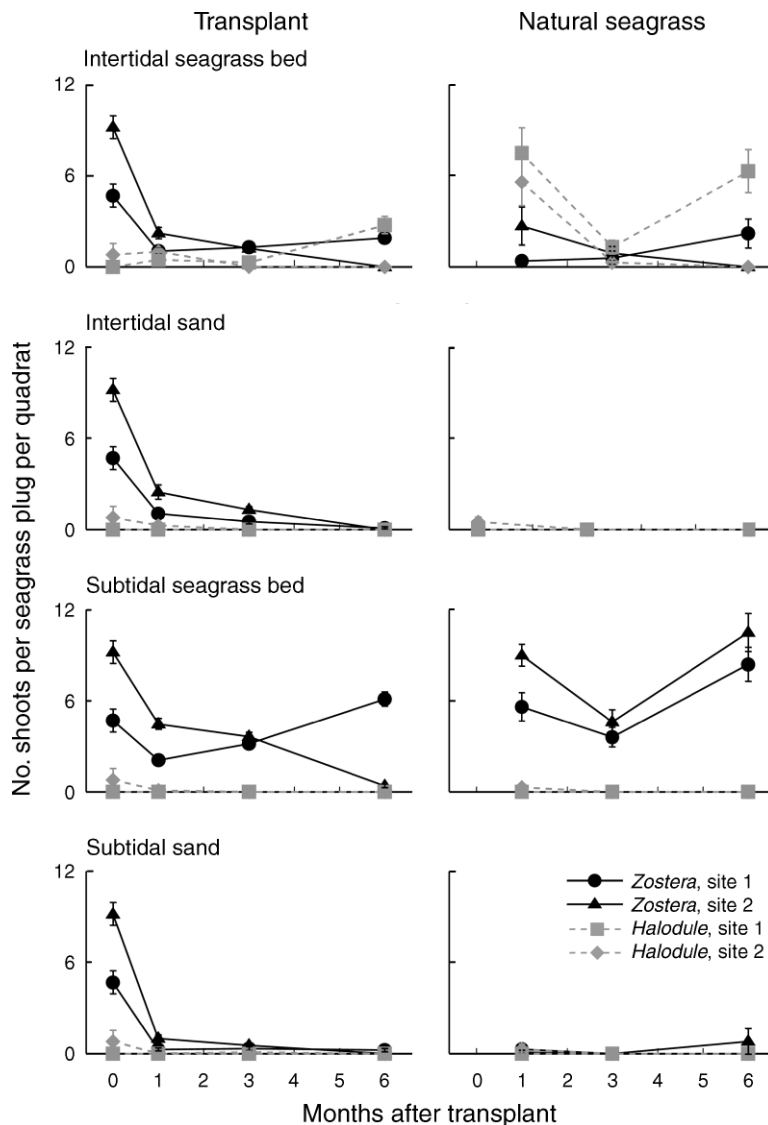 Transplant
Natural seagrass
Intertidal seagrass bed
12
6
0
Intertidal sand
12
6
0
Subtidal seagrass bed
12
6
0
Subtidal sand
12
6
0
Zostera, site 1
Zostera, site 2
Halodule, site 1
Halodule, site 2
0 1 2 3 4 5 6
0 1 2 3 4 5 6
No. shoots per seagrass plug per quadrat
Months after transplant